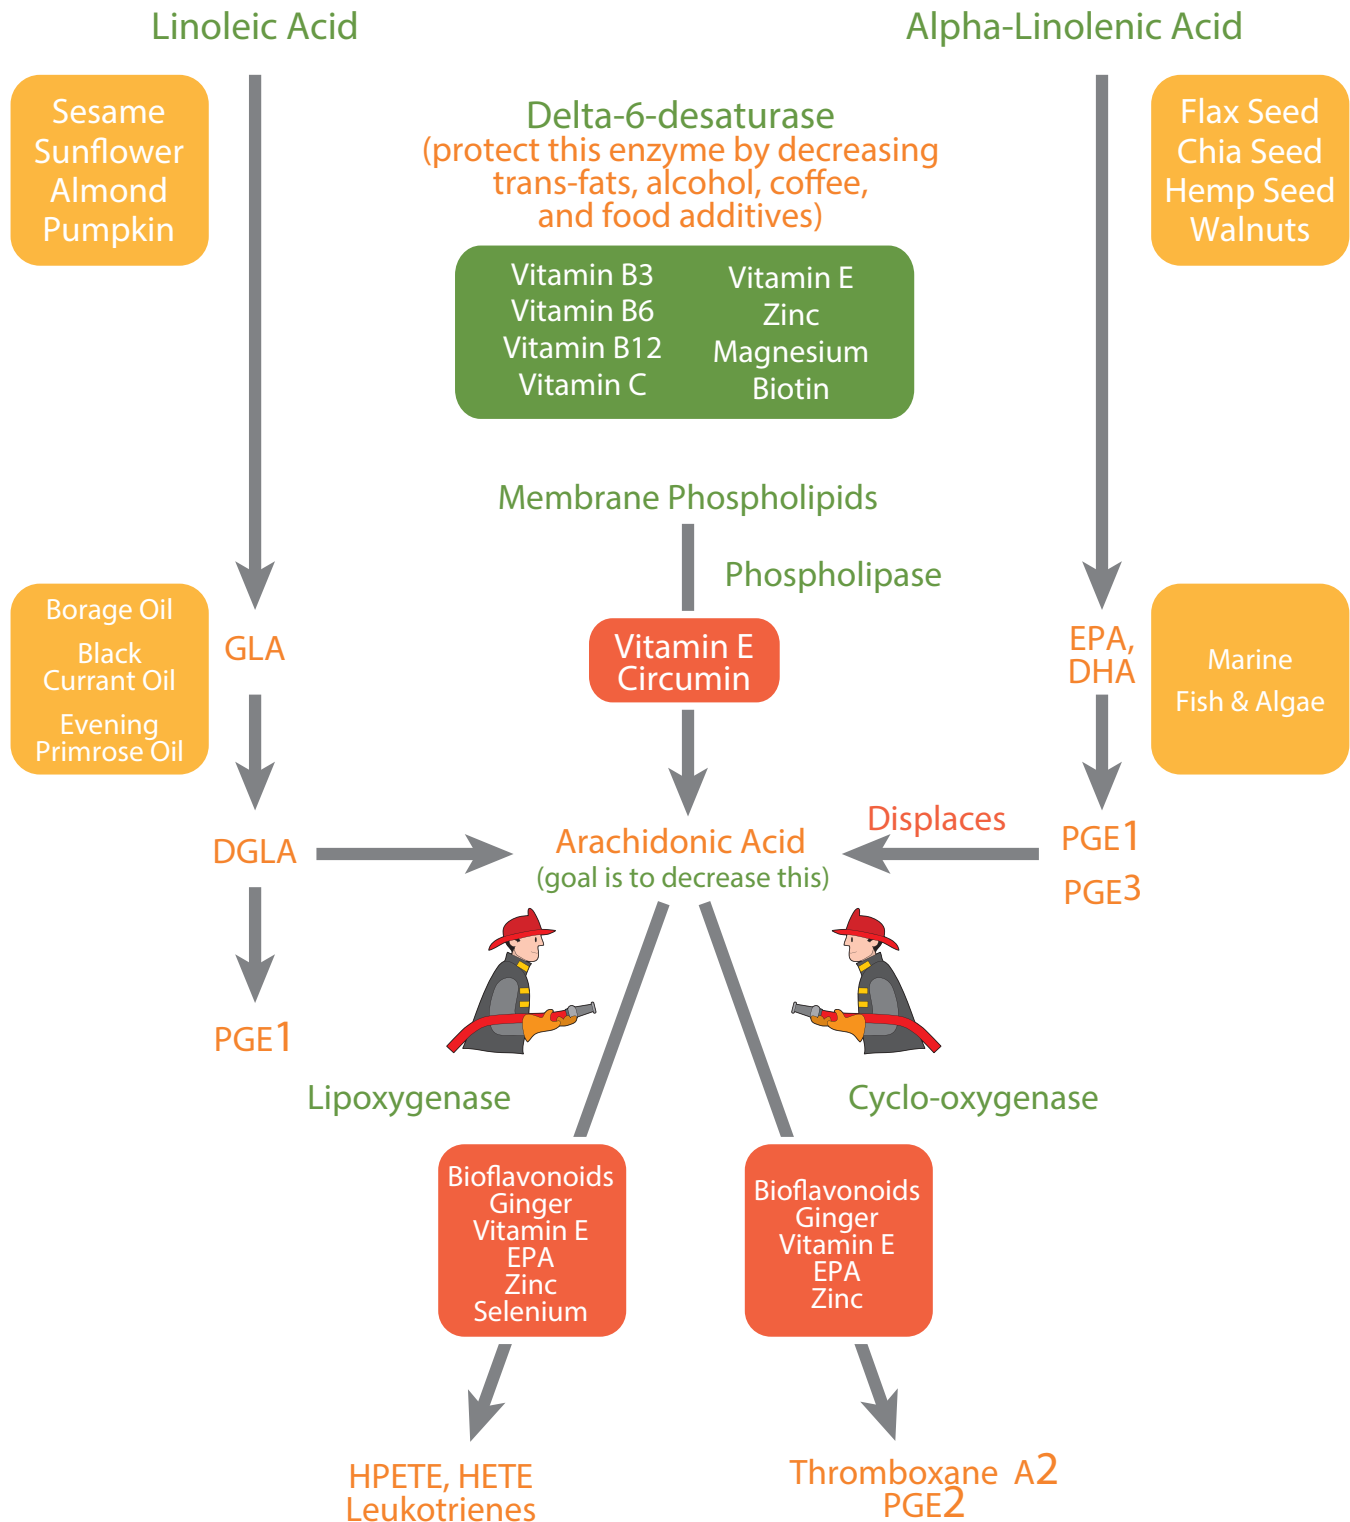 Linoleic Acid
Alpha-Linolenic Acid
Sesame
Sunflower
Almond
Pumpkin
Delta-6-desaturase
(protect this enzyme by decreasing
trans-fats, alcohol, coffee,
and food additives)
Flax Seed
Chia Seed
Hemp Seed
Walnuts
Vitamin B3
Vitamin B6
Vitamin B12
Vitamin C
Vitamin E
Zinc
Magnesium
Biotin
Membrane Phospholipids
Phospholipase
Borage Oil
Black
Currant Oil
Evening
Primrose Oil
GLA
Vitamin E
Circumin
EPA,
DHA
Marine
Fish & Algae
DGLA
Arachidonic Acid
(goal is to decrease this)
Displaces
PGE1
PGE3
PGE1
Lipoxygenase
Cyclo-oxygenase
Bioflavonoids
Ginger
Vitamin E
EPA
Zinc
Selenium
Bioflavonoids
Ginger
Vitamin E
EPA
Zinc
HPETE, HETE
Leukotrienes
Thromboxane A2
PGE2